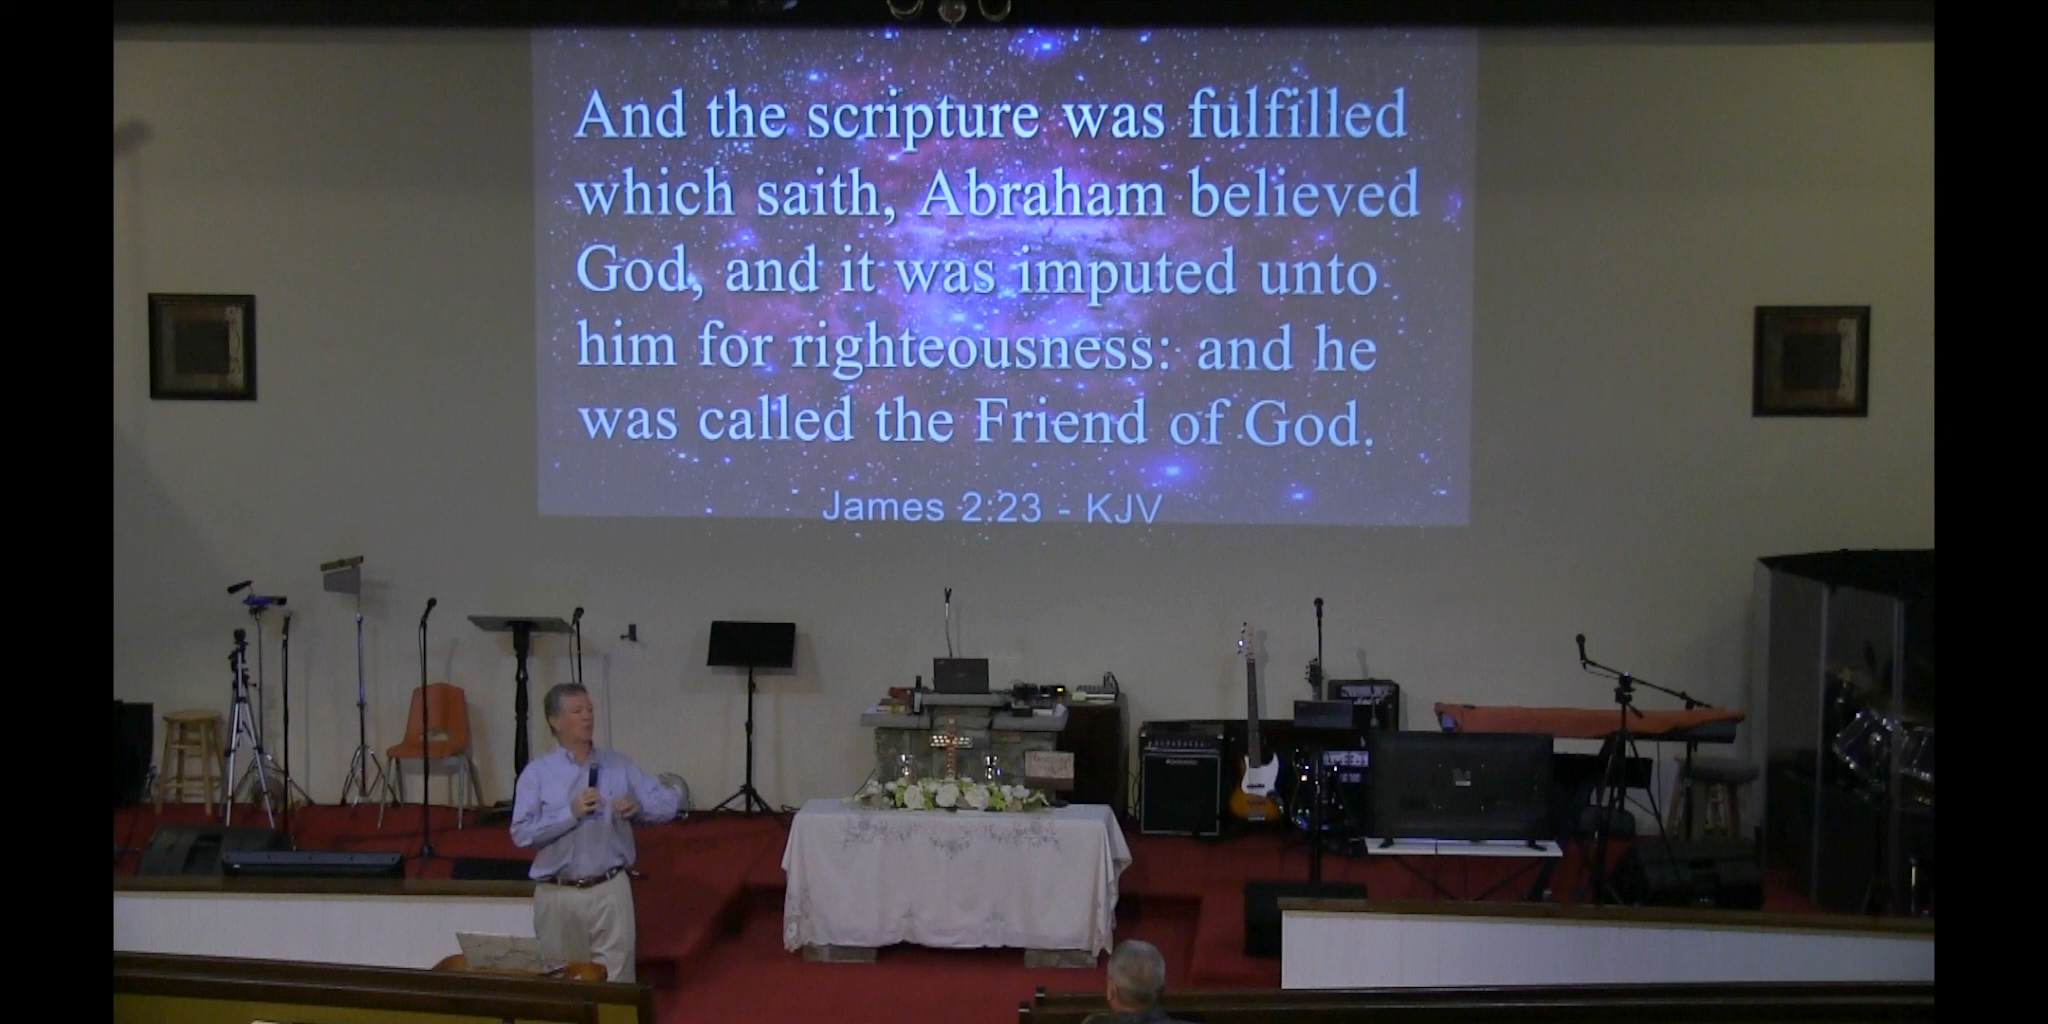 And the scripture was fulfilled
which saith, Abraham believed
God, and it was imputed unto
him for righteousness: and he
was called the Friend of God.
James 2:23 - KJV